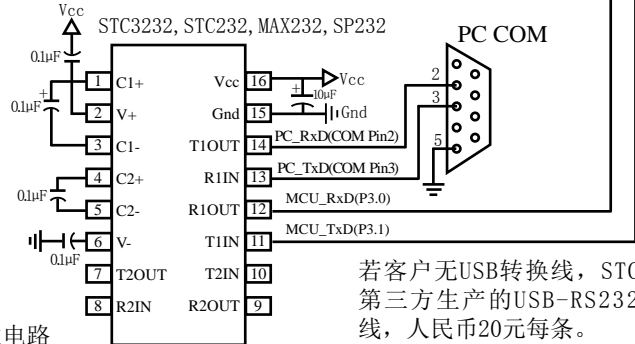 Vcc
STC3232, STC232, MAX232, SP232
PC COM
0.1μF
1 C1+ Vcc 16 Vcc
0.1μF + 10μF
2 V+ Gnd 15 Gnd
3 C1- T1OUT 14 PC_RxD(COM Pin2)
4 C2+ R1IN 13 PC_TxD(COM Pin3)
0.1μF
5 C2- R1OUT 12 MCU_RxD(P3.0)
6 V- T1IN 11 MCU_TxD(P3.1)
0.1μF
7 T2OUT T2IN 10
8 R2IN R2OUT 9
2
3
5
若客户无USB转换线，STC
第三方生产的USB-RS232
线，人民币20元每条。
电路